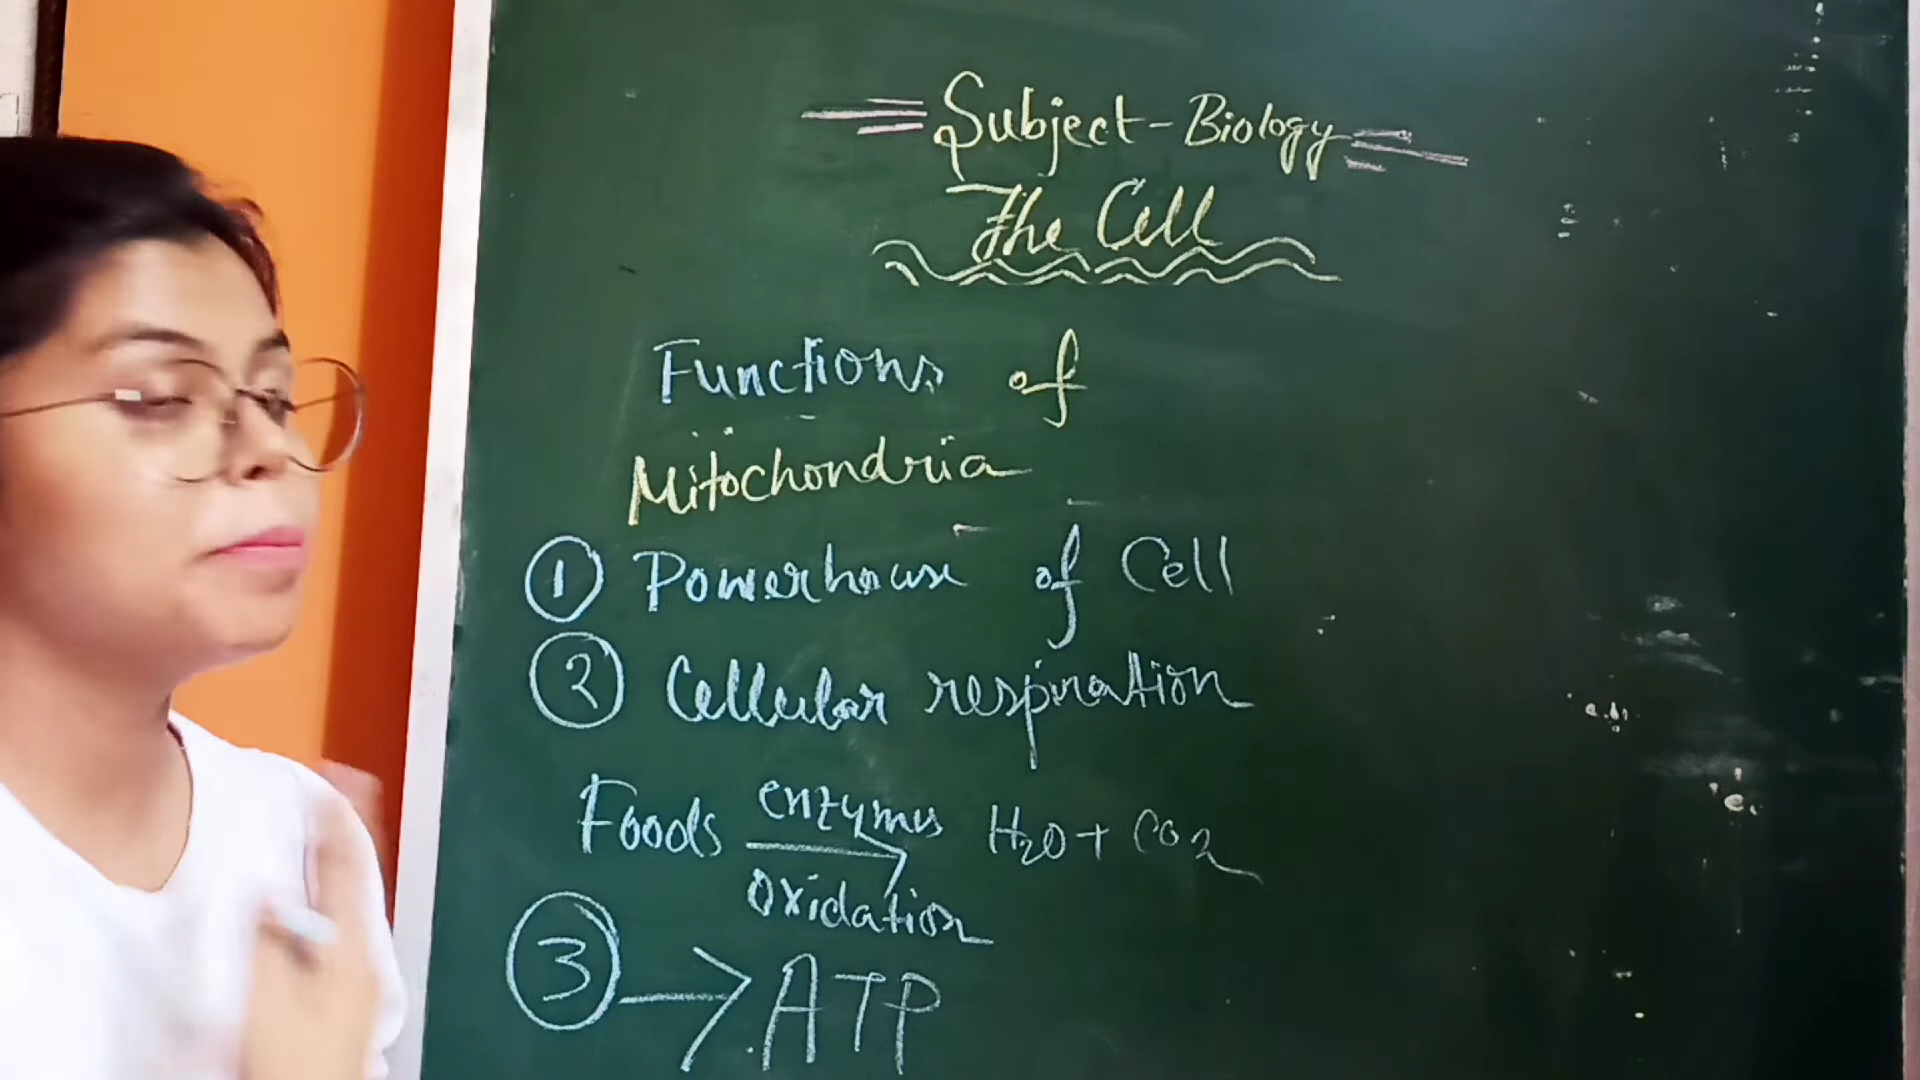 Subject - Biology
The Cell
Functions of
Mitochondria
① Powerhouse of Cell
② Cellular respiration
Foods enzymes H2O + CO2
oxidation
③ → ATP